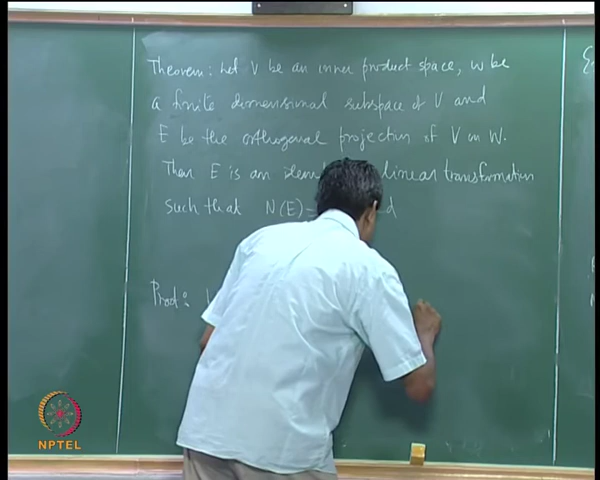 Theorem: Let V be an inner product space, W be
a finite dimensional subspace of V and
E be the orthogonal projection of V on W.
Then E is an linear transformation
such that N(E) =
Proof:
NPTEL